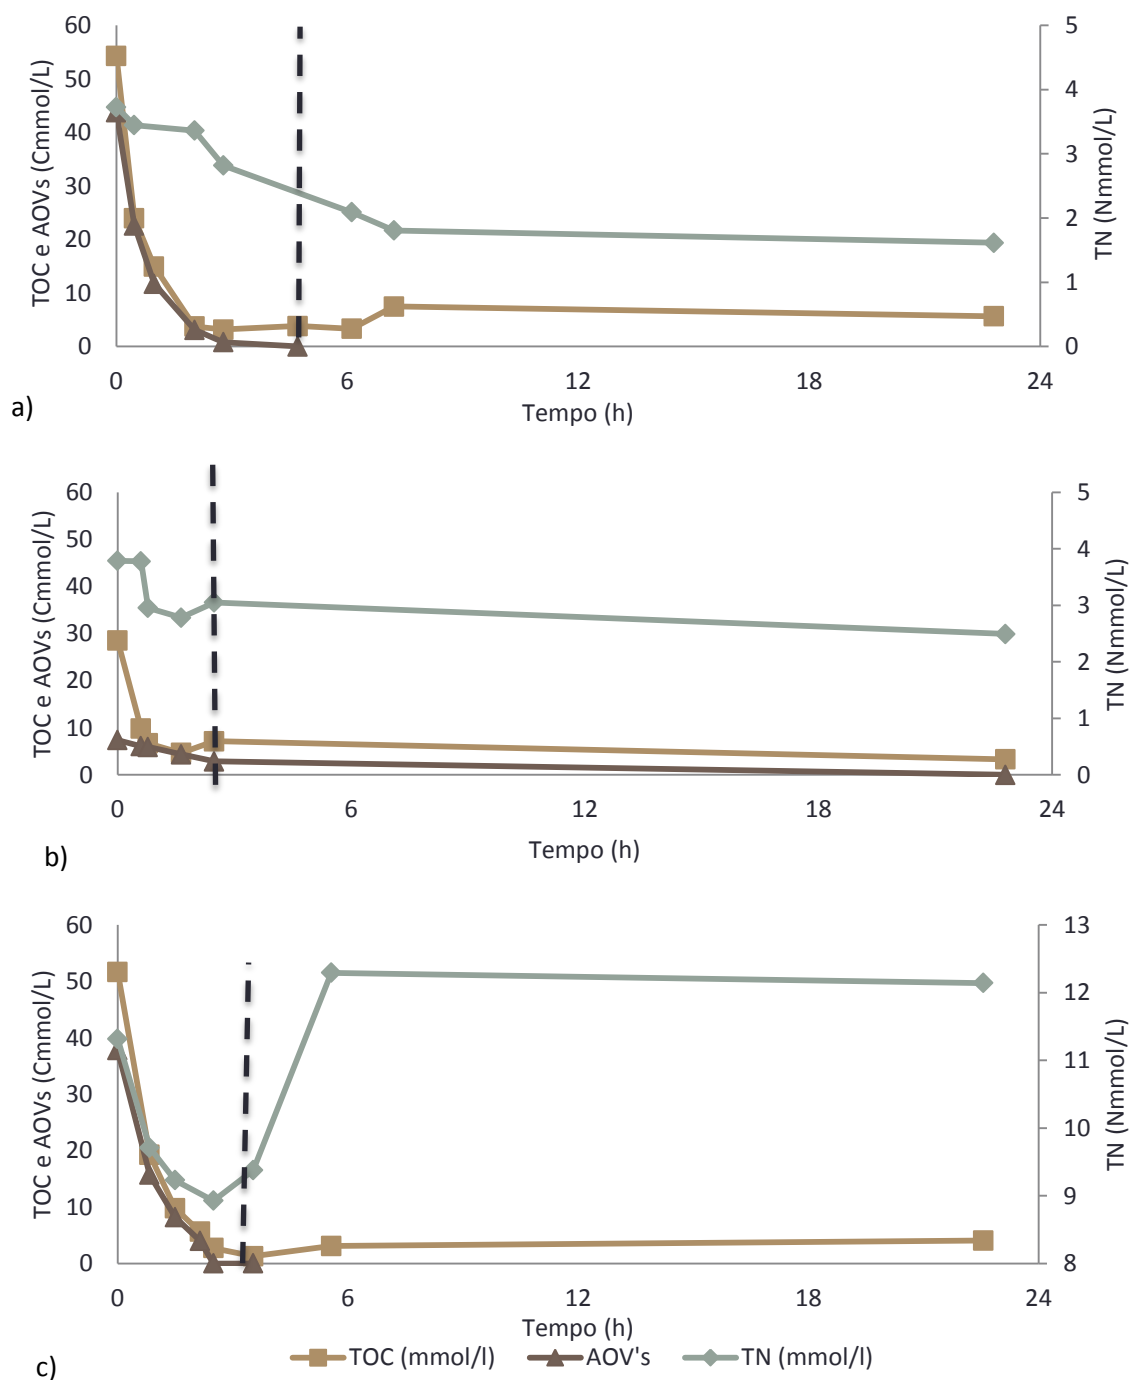 60
50
40
30
20
10
0
TOC e AOVs (Cmmol/L)
5
4
3
2
1
0
TN (Nmmol/L)
0 6 12 18 24
Tempo (h)
a)
60
50
40
30
20
10
0
TOC e AOVs (Cmmol/L)
5
4
3
2
1
0
TN (Nmmol/L)
0 6 12 18 24
Tempo (h)
b)
60
50
40
30
20
10
0
TOC e AOVs (Cmmol/L)
13
12
11
10
9
8
TN (Nmmol/L)
0 6 12 18 24
Tempo (h)
c)
TOC (mmol/l) AOV's TN (mmol/l)